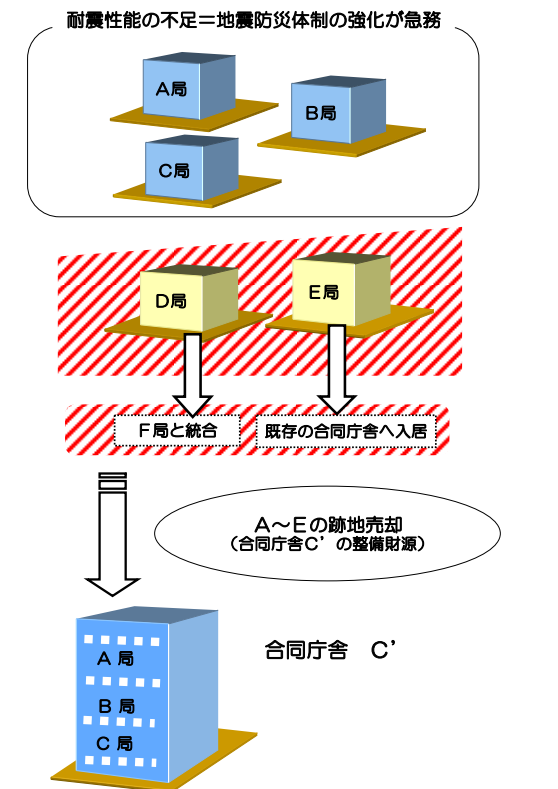 耐震性能の不足＝地震防災体制の強化が急務
Ａ局
Ｂ局
Ｃ局
Ｄ局
Ｅ局
Ｆ局と統合
既存の合同庁舎へ入居
Ａ～Ｅの跡地売却
（合同庁舎Ｃ’の整備財源）
合同庁舎　Ｃ’
Ａ 局
Ｂ 局
Ｃ 局